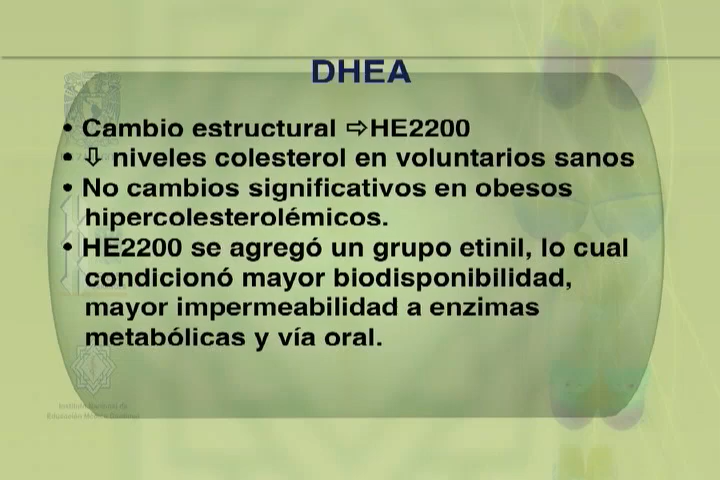 DHEA
• Cambio estructural ⇨HE2200
• ⇩ niveles colesterol en voluntarios sanos
• No cambios significativos en obesos
hipercolesterolémicos.
• HE2200 se agregó un grupo etinil, lo cual
condicionó mayor biodisponibilidad,
mayor impermeabilidad a enzimas
metabólicas y vía oral.